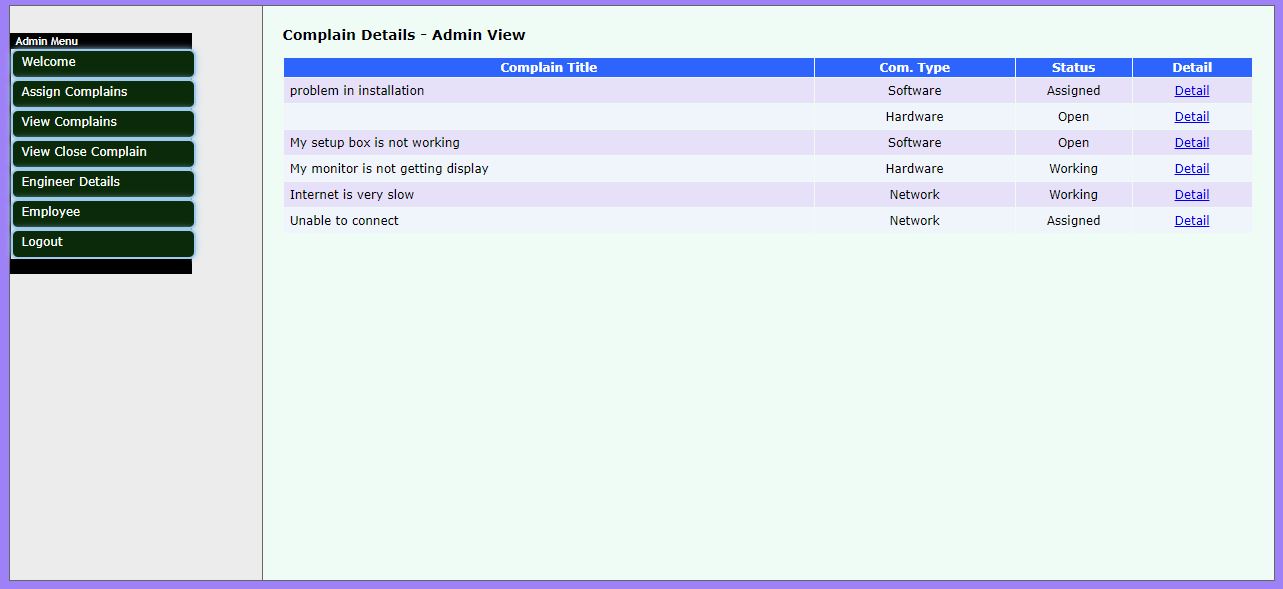 Admin Menu
Welcome
Assign Complains
View Complains
View Close Complain
Engineer Details
Employee
Logout
Complain Details - Admin View
Complain Title Com. Type Status Detail
problem in installation Software Assigned Detail
Hardware Open Detail
My setup box is not working Software Open Detail
My monitor is not getting display Hardware Working Detail
Internet is very slow Network Working Detail
Unable to connect Network Assigned Detail